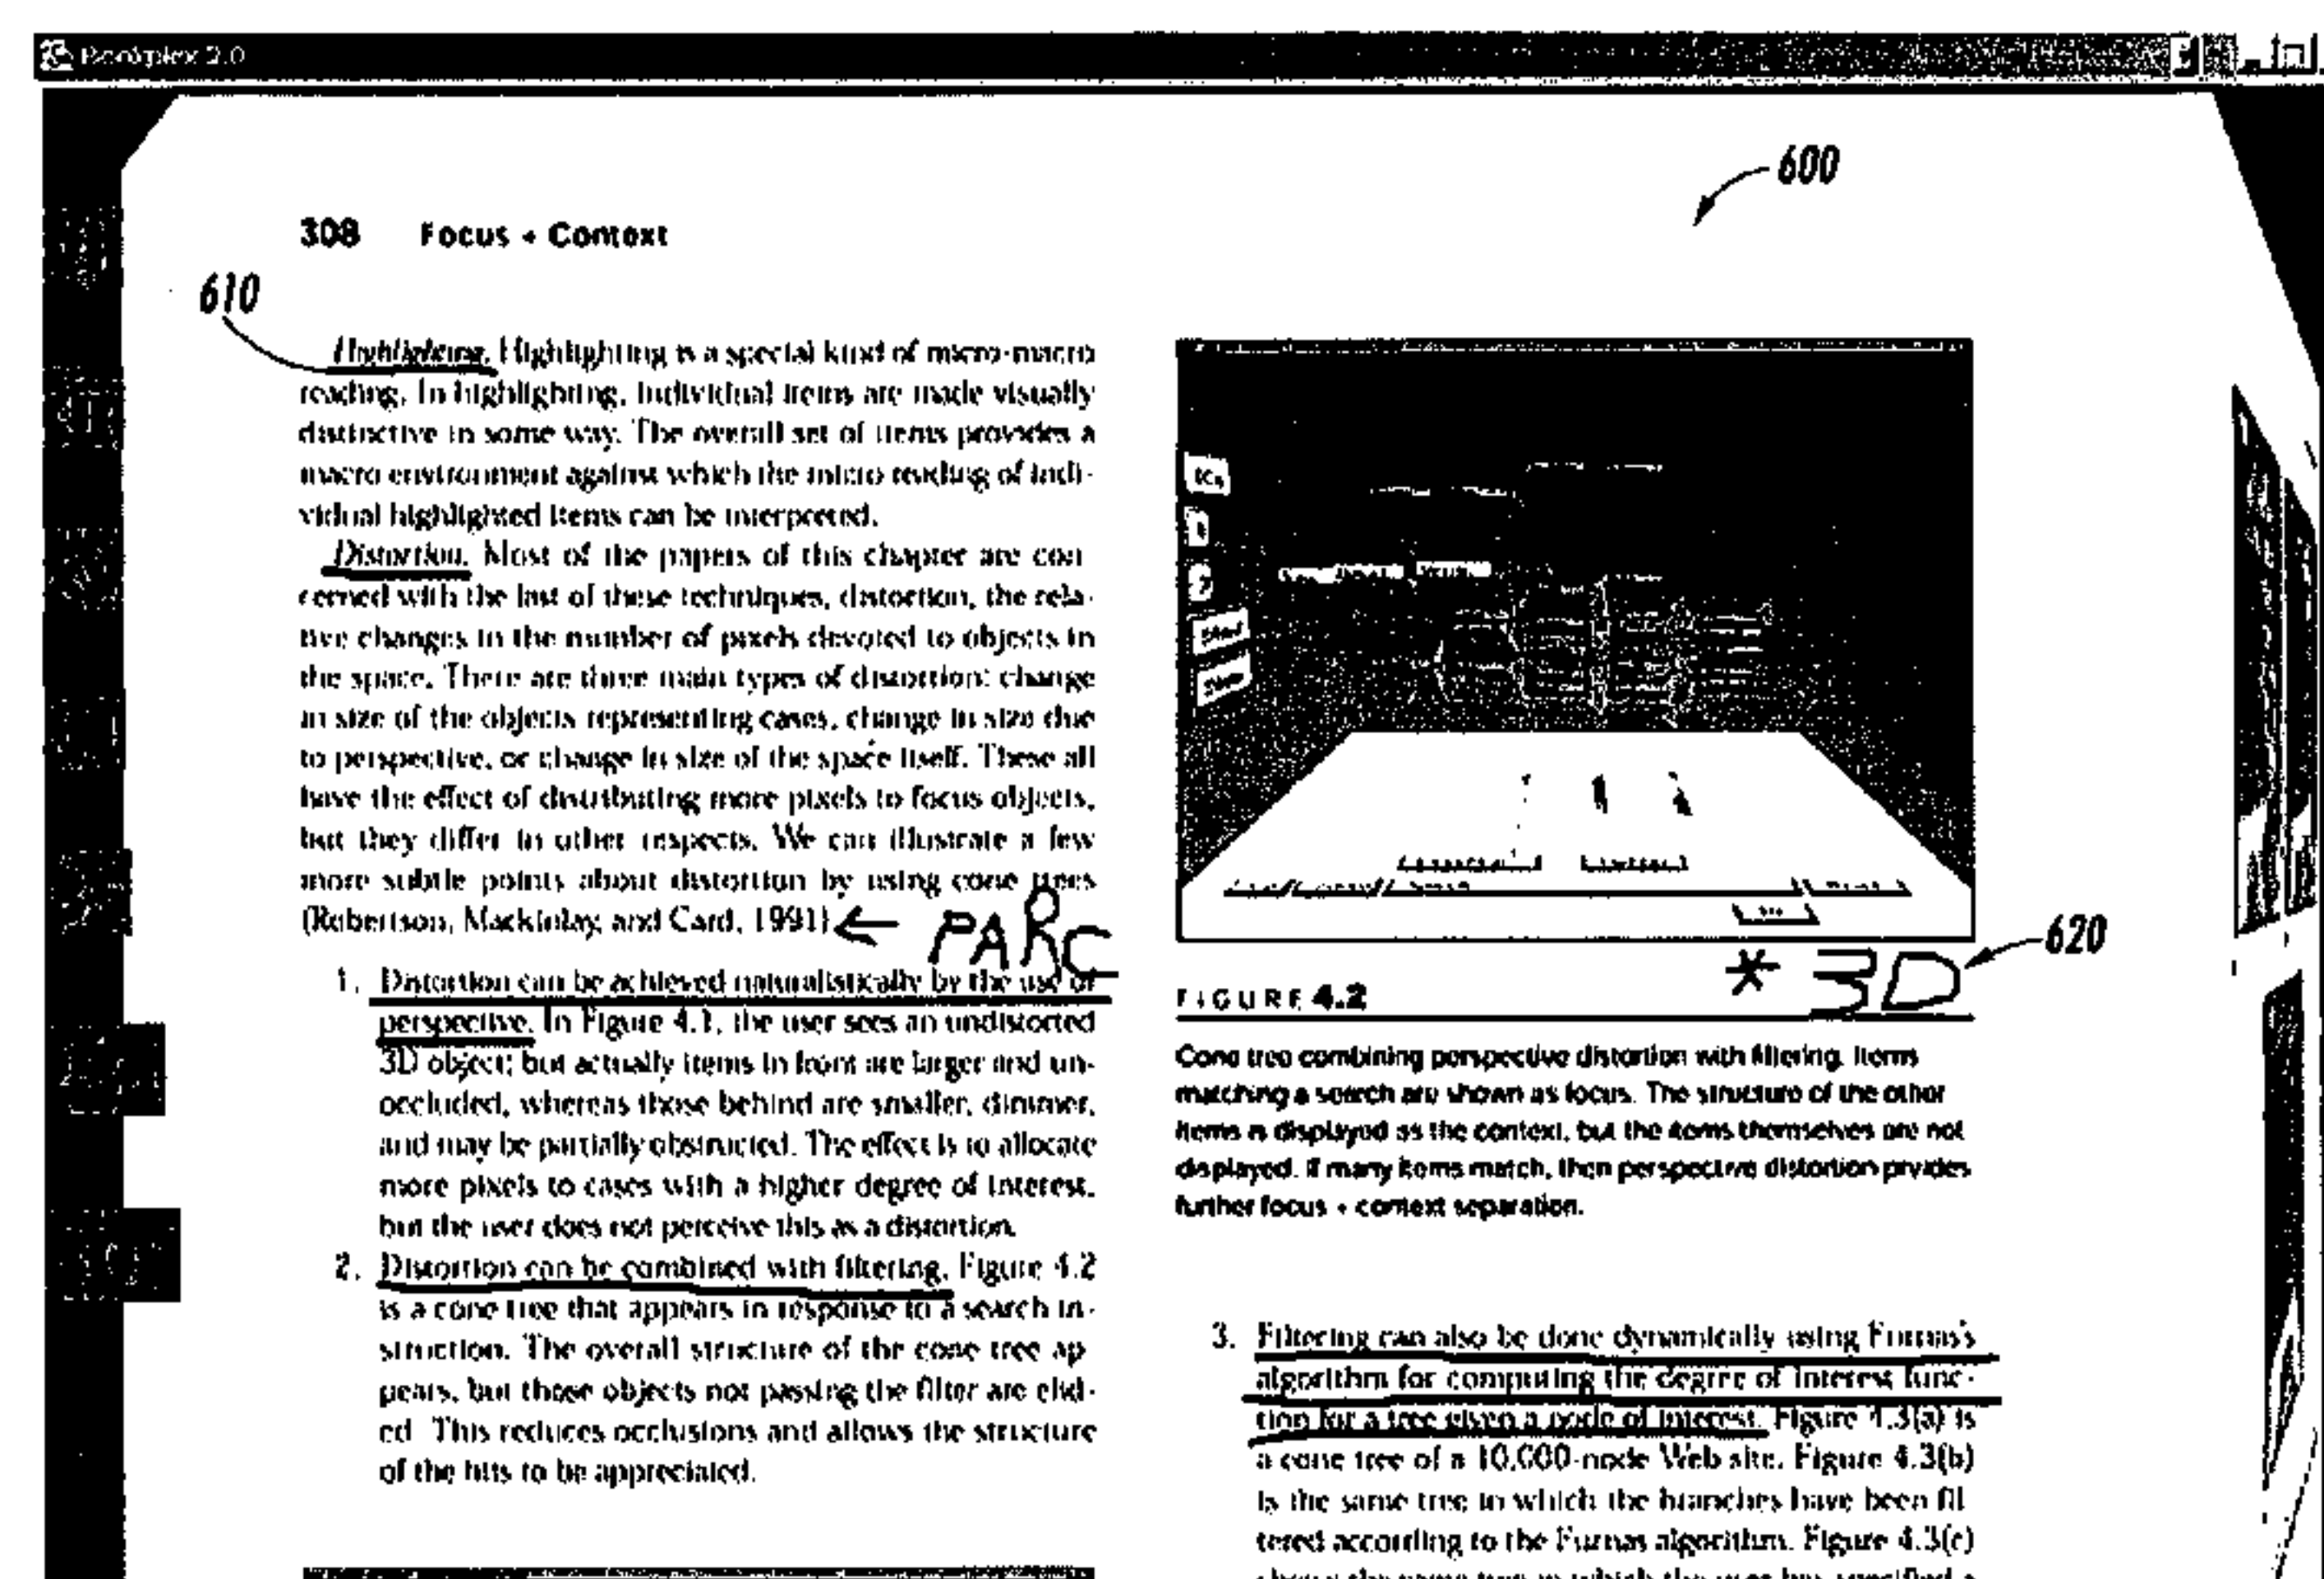 Bookplex 2.0
600
308 Focus + Context
610
Highlighting. Highlighting is a special kind of micro-macro
reading. In highlighting, individual items are made visually
distinctive in some way. The overall set of items provides a
macro environment against which the micro reading of indi-
vidual highlighted items can be interpreted.
Distortion. Most of the papers of this chapter are con-
cerned with the last of these techniques, distortion, the rela-
tive changes in the number of pixels devoted to objects in
the space. There are three main types of distortion: change
in size of the objects representing cases, change in size due
to perspective, or change in size of the space itself. These all
have the effect of distributing more pixels to focus objects,
but they differ in other respects. We can illustrate a few
more subtle points about distortion by using cone trees
(Robertson, Mackinlay, and Card, 1991) ← PARC
1. Distortion can be achieved naturalistically by the use of
perspective. In Figure 4.1, the user sees an undistorted
3D object; but actually items in front are larger and un-
occluded, whereas those behind are smaller, dimmer,
and may be partially obstructed. The effect is to allocate
more pixels to cases with a higher degree of interest,
but the user does not perceive this as a distortion.
2. Distortion can be combined with filtering. Figure 4.2
is a cone tree that appears in response to a search in-
struction. The overall structure of the cone tree ap-
pears, but those objects not passing the filter are elid-
ed. This reduces occlusions and allows the structure
of the hits to be appreciated.
* 3D
620
FIGURE 4.2
Cone tree combining perspective distortion with filtering. Items
matching a search are shown as focus. The structure of the other
items is displayed as the context, but the items themselves are not
displayed. If many items match, then perspective distortion prvides
further focus + context separation.
3. Filtering can also be done dynamically using Furnas's
algorithm for computing the degree of interest func-
tion for a tree given a node of interest. Figure 4.3(a) is
a cone tree of a 10,000-node Web site. Figure 4.3(b)
is the same tree in which the branches have been fil
tered according to the Furnas algorithm. Figure 4.3(c)
shows the same tree in which the user has specified a